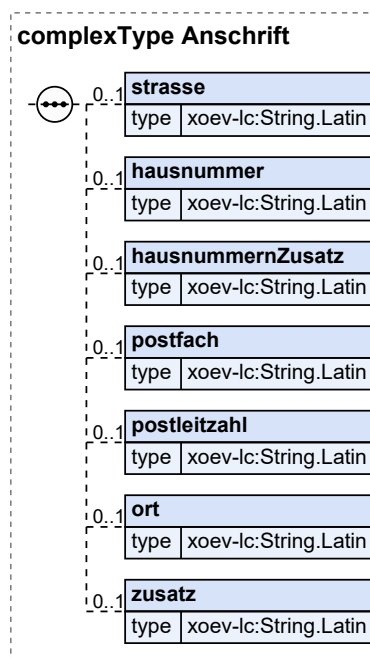 complexType Anschrift
0..1 strasse
type xoev-lc:String.Latin
0..1 hausnummer
type xoev-lc:String.Latin
0..1 hausnummernZusatz
type xoev-lc:String.Latin
0..1 postfach
type xoev-lc:String.Latin
0..1 postleitzahl
type xoev-lc:String.Latin
0..1 ort
type xoev-lc:String.Latin
0..1 zusatz
type xoev-lc:String.Latin